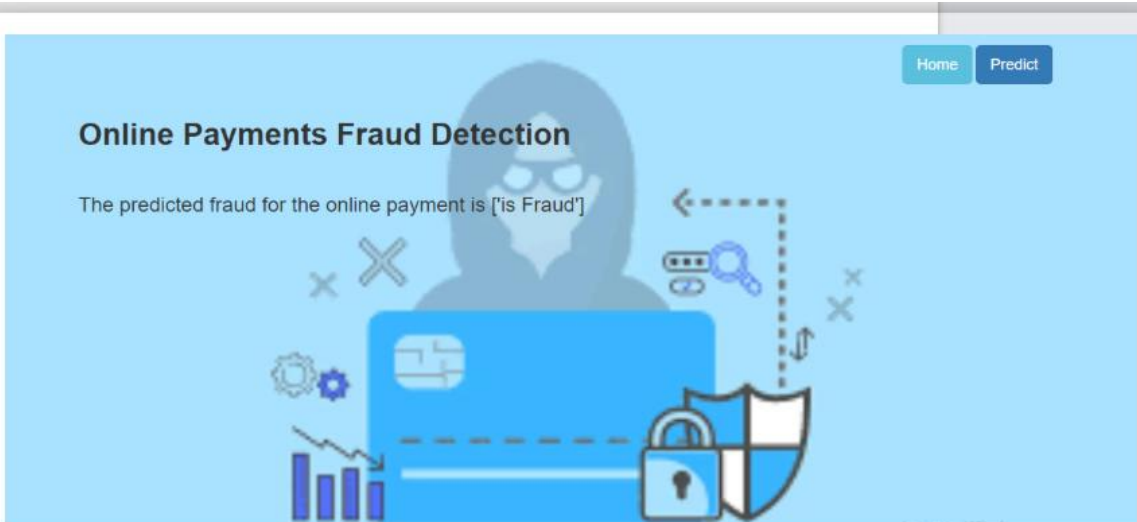 Home Predict
Online Payments Fraud Detection
The predicted fraud for the online payment is ['is Fraud']